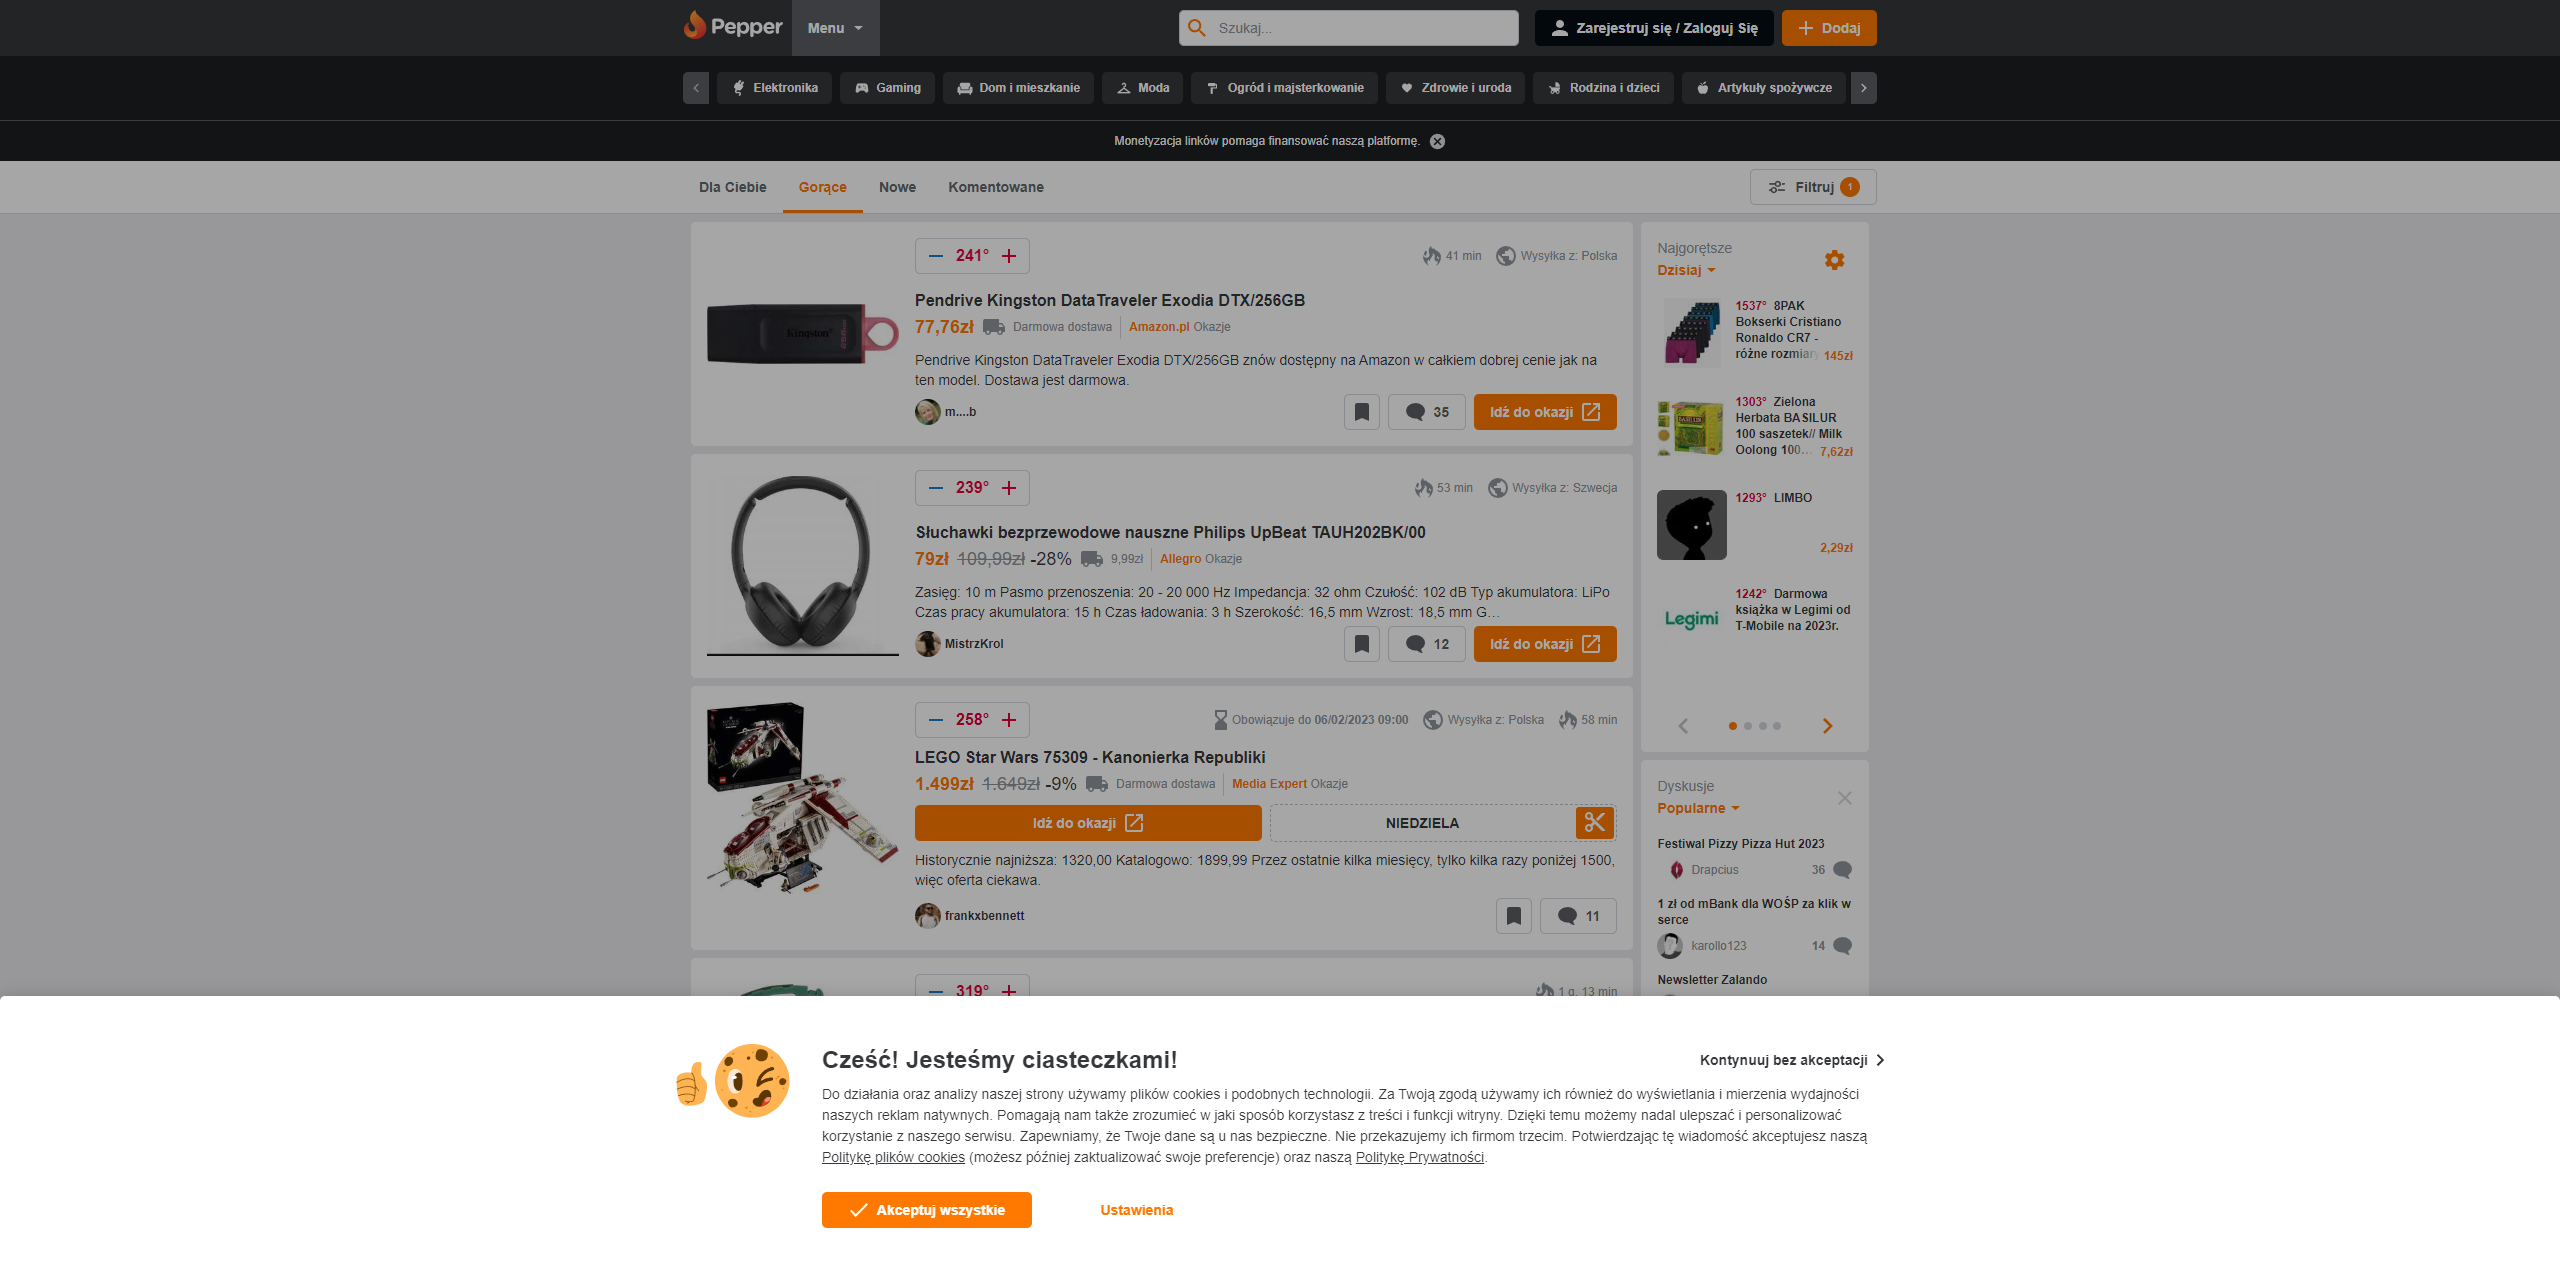 Pepper
Menu
Szukaj...
Zarejestruj się / Zaloguj Się
Dodaj
Elektronika
Gaming
Dom i mieszkanie
Moda
Ogród i majsterkowanie
Zdrowie i uroda
Rodzina i dzieci
Artykuły spożywcze
Monetyzacja linków pomaga finansować naszą platformę.
Dla Ciebie
Gorące
Nowe
Komentowane
Filtruj 1
241°
41 min Wysyłka z: Polska
Kingston
Pendrive Kingston DataTraveler Exodia DTX/256GB
77,76zł Darmowa dostawa Amazon.pl Okazje
Pendrive Kingston DataTraveler Exodia DTX/256GB znów dostępny na Amazon w całkiem dobrej cenie jak na
ten model. Dostawa jest darmowa.
m....b
35
Idź do okazji
239°
53 min Wysyłka z: Szwecja
Słuchawki bezprzewodowe nauszne Philips UpBeat TAUH202BK/00
79zł 109,99zł -28% 9,99zł Allegro Okazje
Zasięg: 10 m Pasmo przenoszenia: 20 - 20 000 Hz Impedancja: 32 ohm Czułość: 102 dB Typ akumulatora: LiPo
Czas pracy akumulatora: 15 h Czas ładowania: 3 h Szerokość: 16,5 mm Wzrost: 18,5 mm G…
MistrzKrol
12
Idź do okazji
258°
Obowiązuje do 06/02/2023 09:00 Wysyłka z: Polska 58 min
LEGO Star Wars 75309 - Kanonierka Republiki
1.499zł 1.649zł -9% Darmowa dostawa Media Expert Okazje
Idź do okazji
NIEDZIELA
Historycznie najniższa: 1320,00 Katalogowo: 1899,99 Przez ostatnie kilka miesięcy, tylko kilka razy poniżej 1500,
więc oferta ciekawa.
frankxbennett
11
319°
1 g. 13 min
Najgorętsze
Dzisiaj
1537° 8PAK
Bokserki Cristiano
Ronaldo CR7 -
różne rozmiary 145zł
1303° Zielona
Herbata BASILUR
100 saszetek// Milk
Oolong 100… 7,62zł
1293° LIMBO
2,29zł
Legimi
1242° Darmowa
książka w Legimi od
T-Mobile na 2023r.
Dyskusje
Popularne
Festiwal Pizzy Pizza Hut 2023
Drapcius 36
1 zł od mBank dla WOŚP za klik w
serce
karollo123 14
Newsletter Zalando
Cześć! Jesteśmy ciasteczkami!
Kontynuuj bez akceptacji
Do działania oraz analizy naszej strony używamy plików cookies i podobnych technologii. Za Twoją zgodą używamy ich również do wyświetlania i mierzenia wydajności
naszych reklam natywnych. Pomagają nam także zrozumieć w jaki sposób korzystasz z treści i funkcji witryny. Dzięki temu możemy nadal ulepszać i personalizować
korzystanie z naszego serwisu. Zapewniamy, że Twoje dane są u nas bezpieczne. Nie przekazujemy ich firmom trzecim. Potwierdzając tę wiadomość akceptujesz naszą
Politykę plików cookies (możesz później zaktualizować swoje preferencje) oraz naszą Politykę Prywatności.
Akceptuj wszystkie
Ustawienia